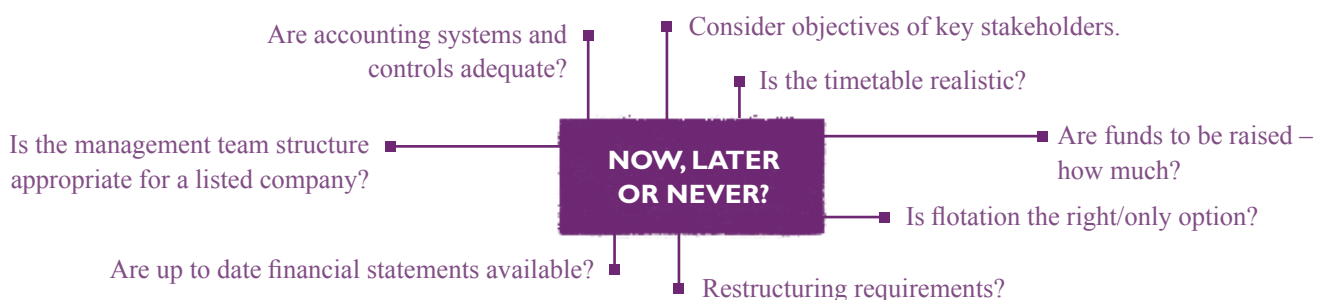 Are accounting systems and
controls adequate?
Consider objectives of key stakeholders.
Is the timetable realistic?
Is the management team structure
appropriate for a listed company?
NOW, LATER
OR NEVER?
Are funds to be raised –
how much?
Is flotation the right/only option?
Are up to date financial statements available?
Restructuring requirements?